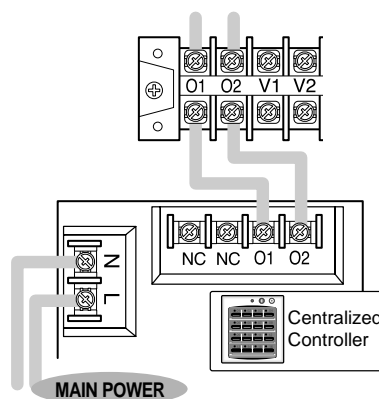 O1 O2 V1 V2
NC NC O1 O2
N
L
Centralized
Controller
MAIN POWER